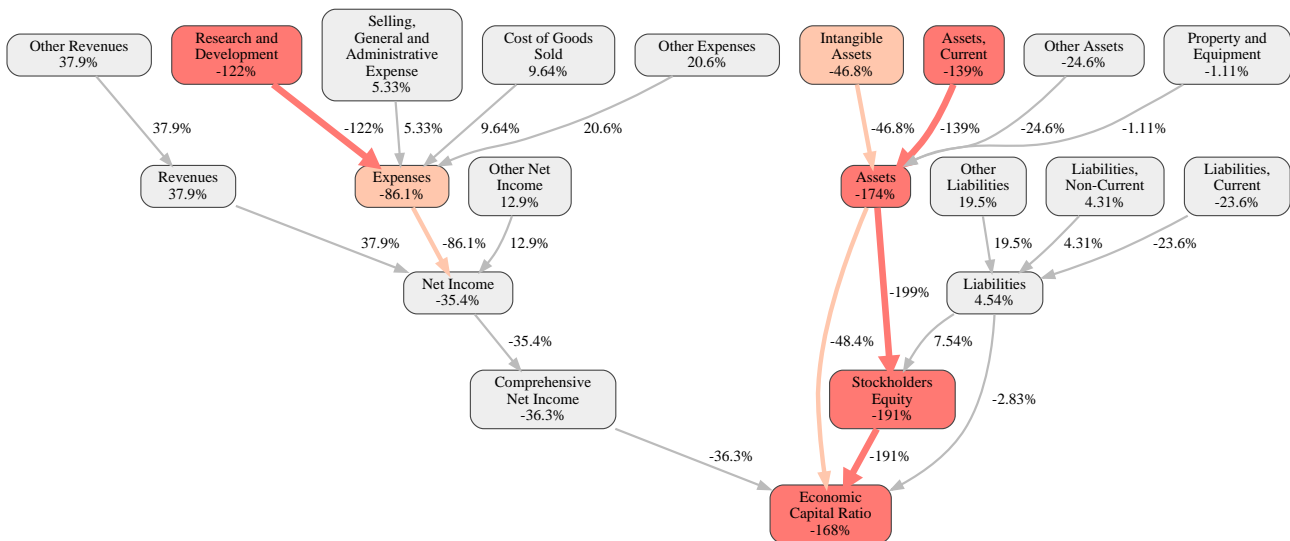 Other Revenues
37.9%
Research and
Development
-122%
Selling,
General and
Administrative
Expense
5.33%
Cost of Goods
Sold
9.64%
Other Expenses
20.6%
Intangible
Assets
-46.8%
Assets,
Current
-139%
Other Assets
-24.6%
Property and
Equipment
-1.11%
37.9%
-122%
5.33%
9.64%
20.6%
-46.8%
-139%
-24.6%
-1.11%
Revenues
37.9%
Expenses
-86.1%
Other Net
Income
12.9%
Assets
-174%
Other
Liabilities
19.5%
Liabilities,
Non-Current
4.31%
Liabilities,
Current
-23.6%
37.9%
-86.1%
12.9%
19.5%
4.31%
-23.6%
Net Income
-35.4%
-199%
Liabilities
4.54%
-35.4%
-48.4%
7.54%
Comprehensive
Net Income
-36.3%
Stockholders
Equity
-191%
-2.83%
-36.3%
-191%
Economic
Capital Ratio
-168%